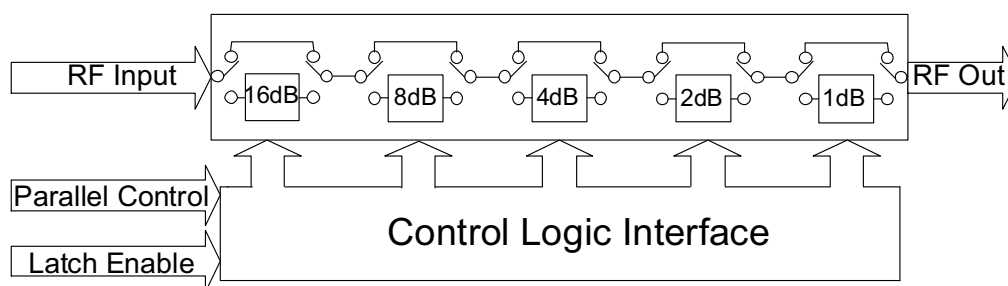 RF Input
16dB
8dB
4dB
2dB
1dB
RF Out
Parallel Control
Control Logic Interface
Latch Enable